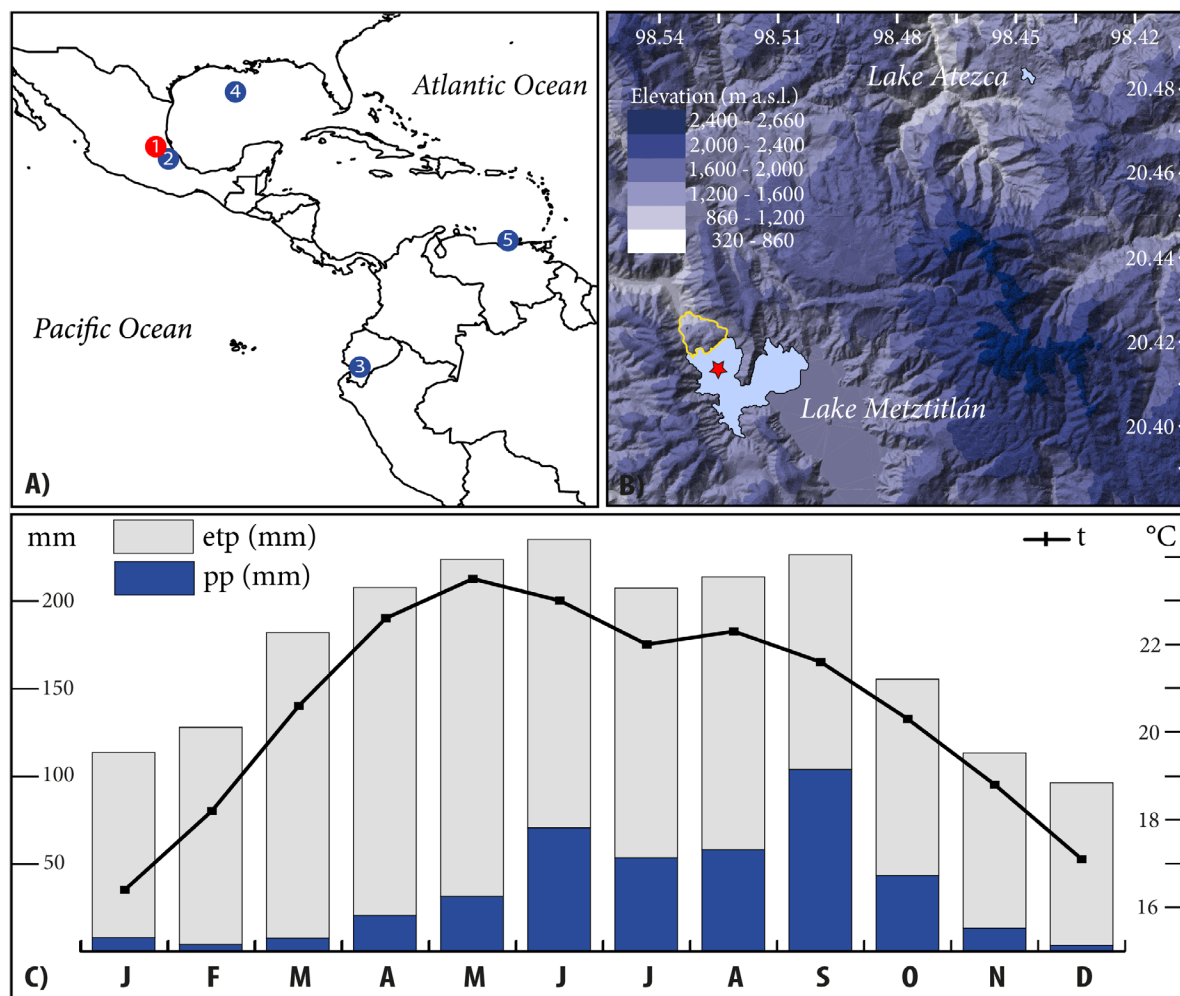 Atlantic Ocean
4
1
2
5
Pacific Ocean
3
A)
98.54 98.51 98.48 98.45 98.42
Lake Atezca
20.48
Elevation (m a.s.l.)
2,400 - 2,660
2,000 - 2,400
1,600 - 2,000
1,200 - 1,600
860 - 1,200
320 - 860
20.46
20.44
20.42
Lake Metztitlán
20.40
B)
mm etp (mm) t °C
pp (mm)
200
22
150
20
100
18
50
16
C) J F M A M J J A S O N D